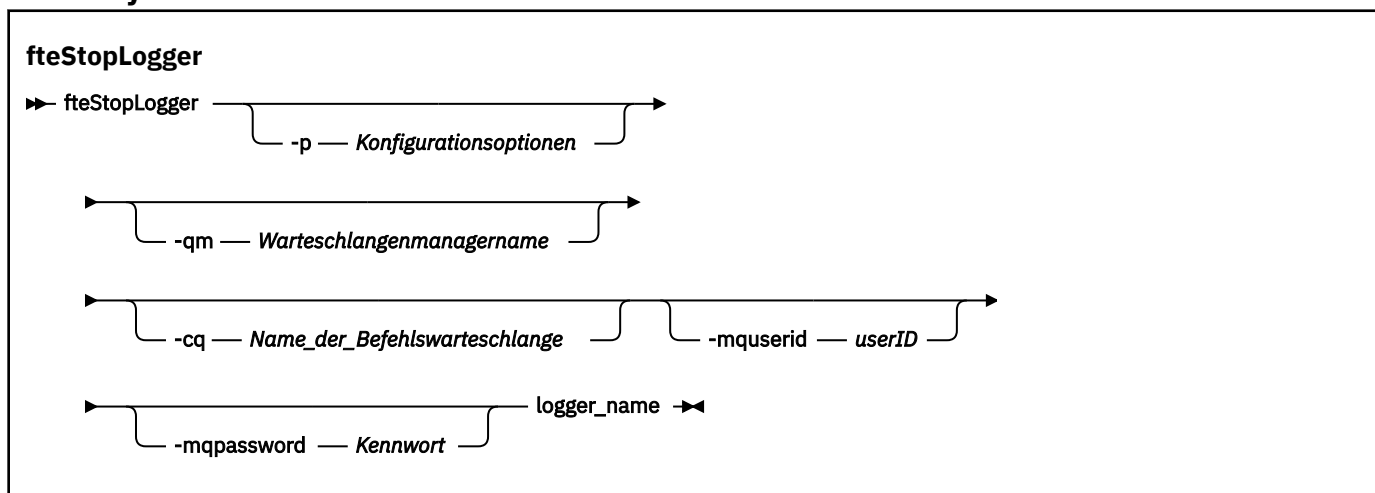 fteStopLogger
fteStopLogger
-p Konfigurationsoptionen
-qm Warteschlangenmanagername
-cq Name_der_Befehlswarteschlange -mquserid userID
logger_name
-mqpassword Kennwort